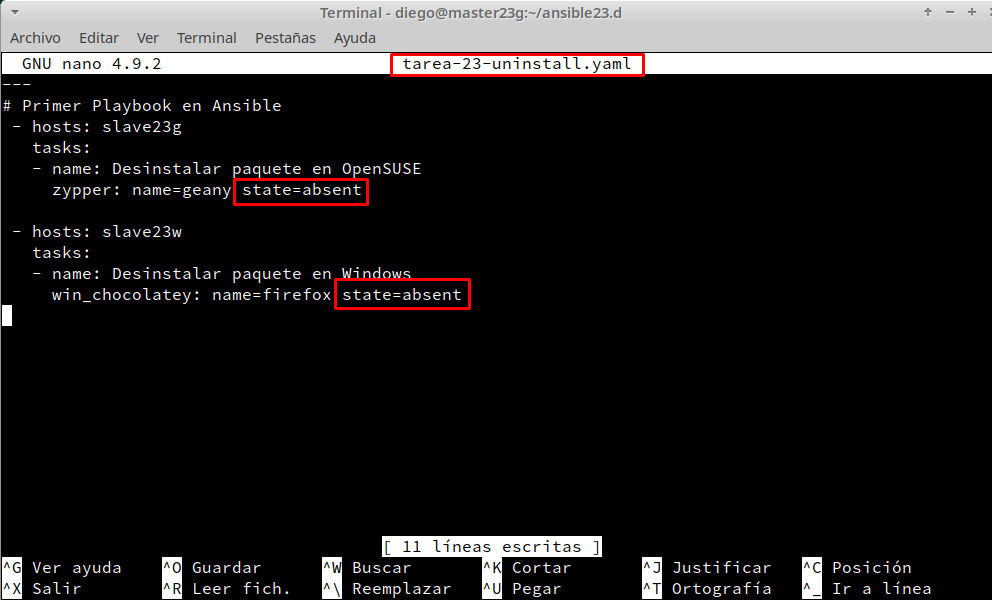 Terminal - diego@master23g:~/ansible23.d
Archivo Editar Ver Terminal Pestañas Ayuda
GNU nano 4.9.2 tarea-23-uninstall.yaml
---
# Primer Playbook en Ansible
- hosts: slave23g
tasks:
- name: Desinstalar paquete en OpenSUSE
zypper: name=geany state=absent
- hosts: slave23w
tasks:
- name: Desinstalar paquete en Windows
win_chocolatey: name=firefox state=absent
[ 11 líneas escritas ]
^G Ver ayuda ^O Guardar ^W Buscar ^K Cortar ^J Justificar ^C Posición
^X Salir ^R Leer fich. ^\ Reemplazar ^U Pegar ^T Ortografía ^_ Ir a línea